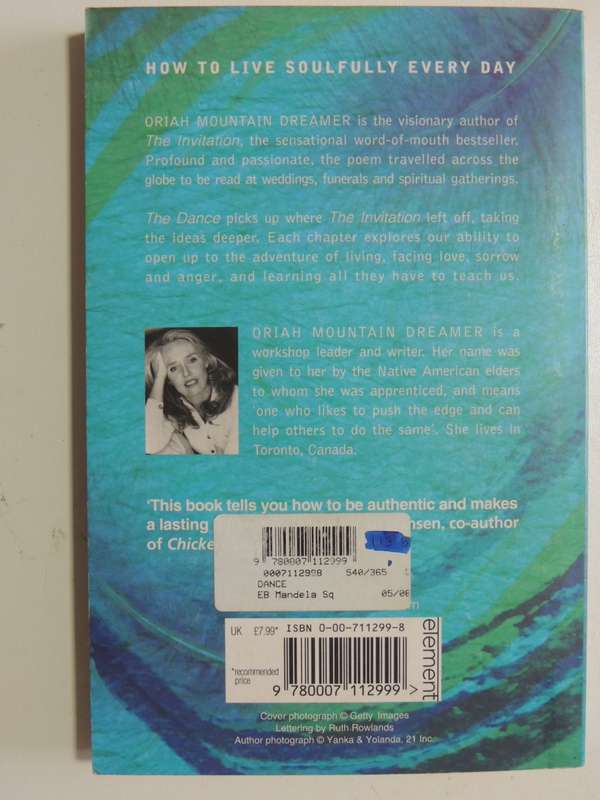 HOW TO LIVE SOULFULLY EVERY DAY
ORIAH MOUNTAIN DREAMER is the visionary author of
The Invitation, the sensational word-of-mouth bestseller.
Profound and passionate, the poem travelled across the
globe to be read at weddings, funerals and spiritual gatherings.
The Dance picks up where The Invitation left off, taking
the ideas deeper. Each chapter explores our ability to
open up to the adventure of living, facing love, sorrow
and anger, and learning all they have to teach us.
ORIAH MOUNTAIN DREAMER is a
workshop leader and writer. Her name was
given to her by the Native American elders
to whom she was apprenticed, and means
'one who likes to push the edge and can
help others to do the same'. She lives in
Toronto, Canada.
'This book tells you how to be authentic and makes
a lasting nsen, co-author
of Chicke
9 780007 112999
0007112998 S40/365
DANCE
EB Mandela Sq 05/06
UK £7.99* ISBN 0-00-711299-8
*recommended
price
9 780007 112999 >
element
Cover photograph © Getty Images
Lettering by Ruth Rowlands
Author photograph © Yanka & Yolanda, 21 Inc.